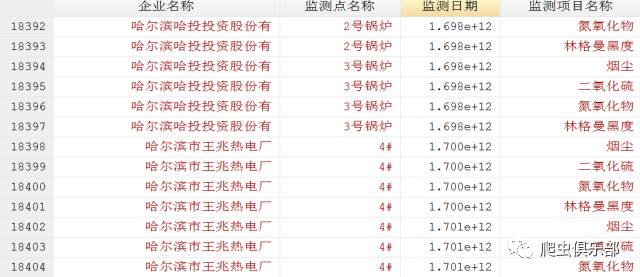 企业名称 监测点名称 监测日期 监测项目名称
18392 哈尔滨哈投投资股份有 2号锅炉 1.698e+12 氮氧化物
18393 哈尔滨哈投投资股份有 2号锅炉 1.698e+12 林格曼黑度
18394 哈尔滨哈投投资股份有 3号锅炉 1.698e+12 烟尘
18395 哈尔滨哈投投资股份有 3号锅炉 1.698e+12 二氧化硫
18396 哈尔滨哈投投资股份有 3号锅炉 1.698e+12 氮氧化物
18397 哈尔滨哈投投资股份有 3号锅炉 1.698e+12 林格曼黑度
18398 哈尔滨市王兆热电厂 4# 1.700e+12 烟尘
18399 哈尔滨市王兆热电厂 4# 1.700e+12 二氧化硫
18400 哈尔滨市王兆热电厂 4# 1.700e+12 氮氧化物
18401 哈尔滨市王兆热电厂 4# 1.700e+12 林格曼黑度
18402 哈尔滨市王兆热电厂 4# 1.701e+12 烟尘
18403 哈尔滨市王兆热电厂 4# 1.701e+12 硫
爬虫俱乐部
18404 哈尔滨市王兆热电厂 4# 1.701e+12 氮氧化物